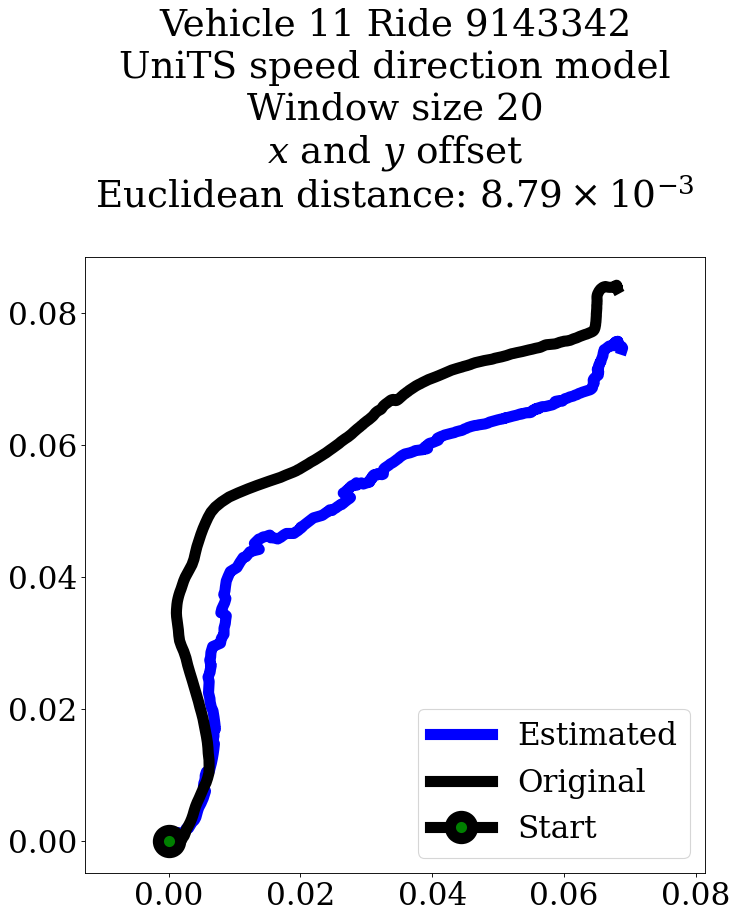 Vehicle 11 Ride 9143342
UniTS speed direction model
Window size 20
x and y offset
Euclidean distance: 8.79 × 10⁻³
0.08
0.06
0.04
0.02
0.00
Estimated
Original
Start
0.00 0.02 0.04 0.06 0.08